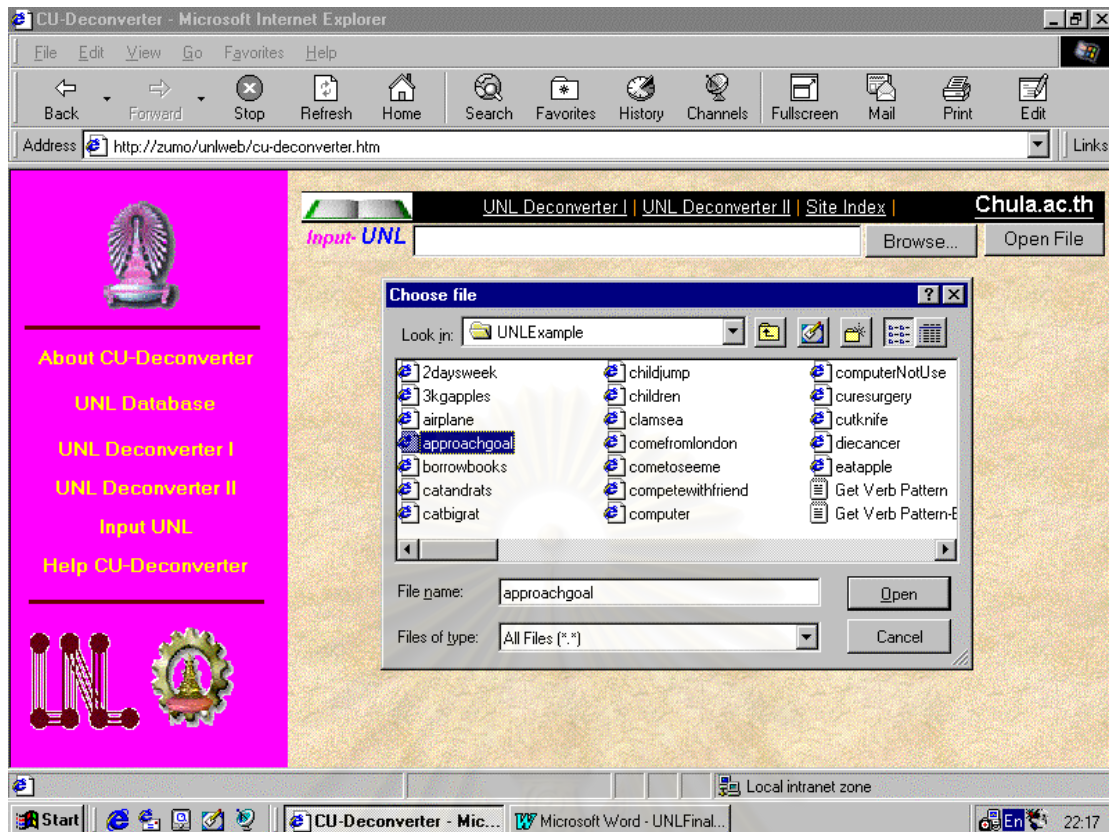 CU-Deconverter - Microsoft Internet Explorer
File Edit View Go Favorites Help
Back Forward Stop Refresh Home Search Favorites History Channels Fullscreen Mail Print Edit
Address http://zumo/unlweb/cu-deconverter.htm Links
UNL Deconverter I | UNL Deconverter II | Site Index | Chula.ac.th
Input- UNL Browse... Open File
About CU-Deconverter
UNL Database
UNL Deconverter I
UNL Deconverter II
Input UNL
Help CU-Deconverter
UNL
Choose file
Look in: UNLExample
2daysweek childjump computerNotUse
3kgapples children curesurgery
airplane clamsea cutknife
approachgoal comefromlondon diecancer
borrowbooks cometoseeme eatapple
catandrats competewithfriend Get Verb Pattern
catbigrat computer Get Verb Pattern-E
File name: approachgoal Open
Files of type: All Files (*.*) Cancel
Local intranet zone
Start CU-Deconverter - Mic... Microsoft Word - UNLFinal... En 22:17